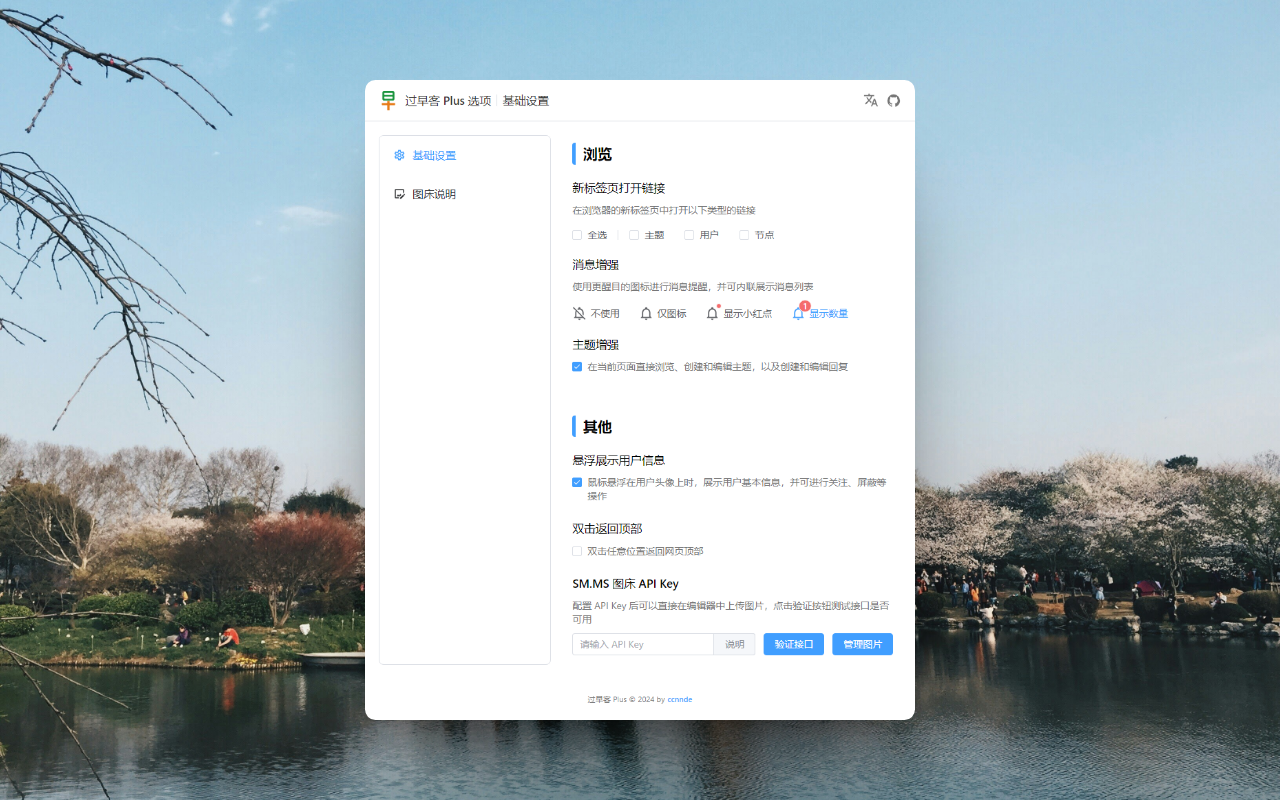 过早客 Plus 选项 基础设置
基础设置
图床说明
浏览
新标签页打开链接
在浏览器的新标签页中打开以下类型的链接
全选 主题 用户 节点
消息增强
使用更醒目的图标进行消息提醒，并可内联展示消息列表
不使用 仅图标 显示小红点 1 显示数量
主题增强
在当前页面直接浏览、创建和编辑主题，以及创建和编辑回复
其他
悬浮展示用户信息
鼠标悬浮在用户头像上时，展示用户基本信息，并可进行关注、屏蔽等
操作
双击返回顶部
双击任意位置返回网页顶部
SM.MS 图床 API Key
配置 API Key 后可以直接在编辑器中上传图片，点击验证按钮测试接口是否
可用
请输入 API Key 说明 验证接口 管理图片
过早客 Plus © 2024 by ccnnde